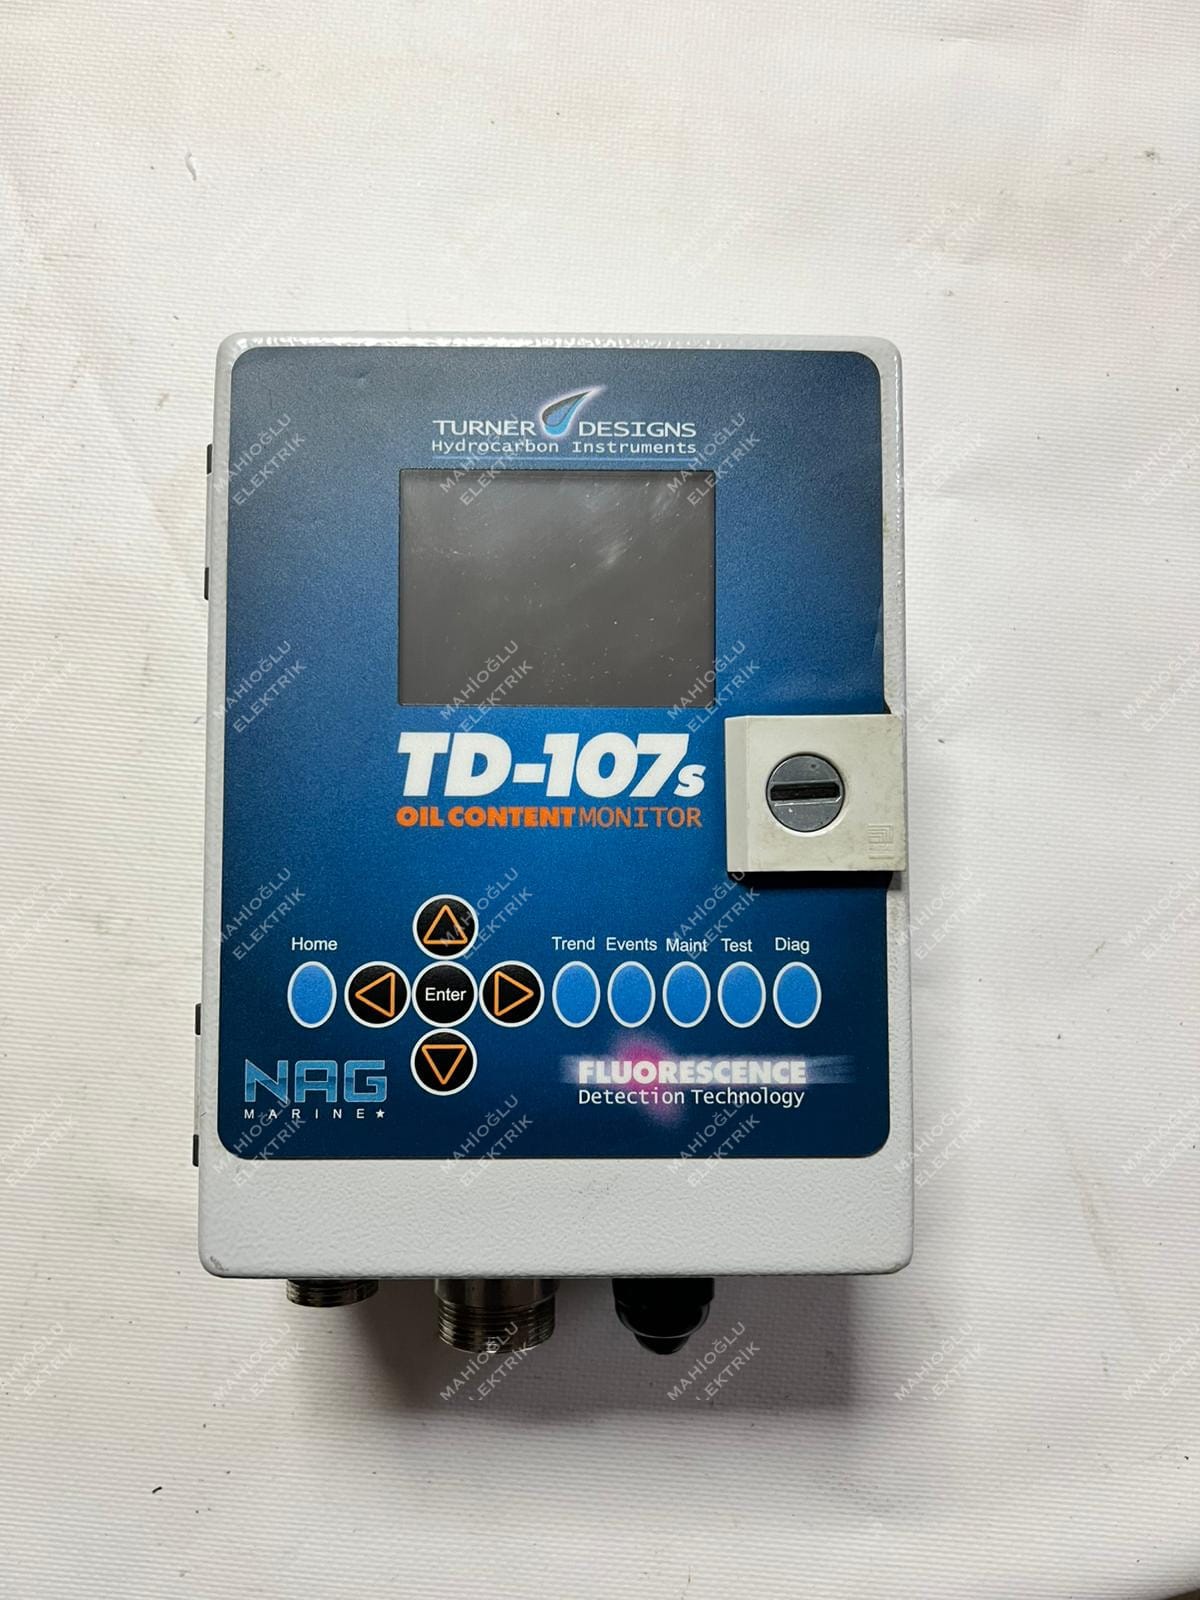 TURNER DESIGNS
Hydrocarbon Instruments
TD-107s
OIL CONTENT MONITOR
Home
Enter
Trend Events Maint Test Diag
NAG
MARINE
FLUORESCENCE
Detection Technology
MAHİOĞLU
ELEKTRİK